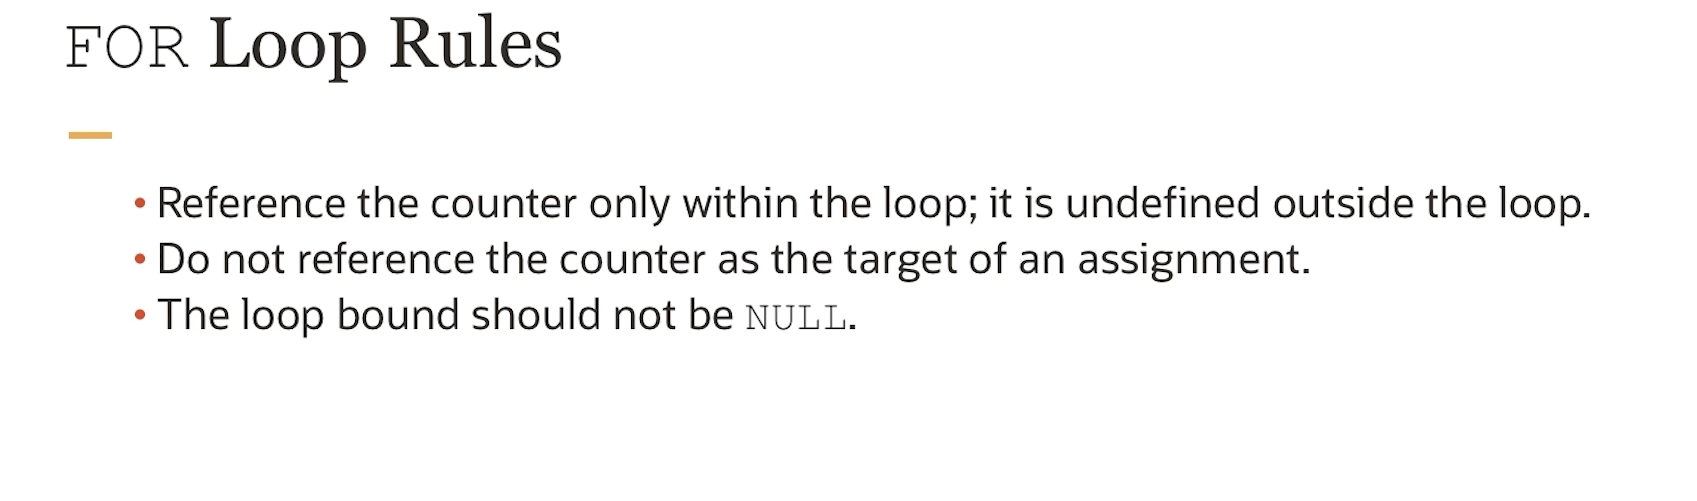 FOR Loop Rules
• Reference the counter only within the loop; it is undefined outside the loop.
• Do not reference the counter as the target of an assignment.
• The loop bound should not be NULL.